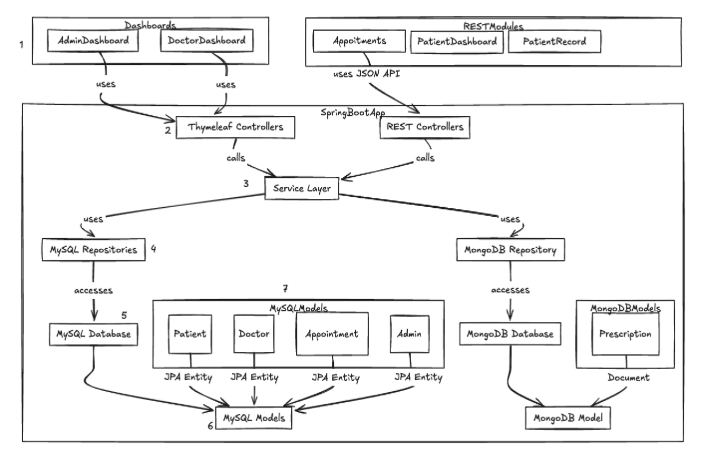 Dashboards
RESTModules
1
AdminDashboard
DoctorDashboard
Appoitments
PatientDashboard
PatientRecord
uses
uses
uses JSON API
SpringBootApp
2
Thymeleaf Controllers
REST Controllers
calls
calls
3
Service Layer
uses
uses
MySQL Repositories
4
MongoDB Repository
accesses
accesses
7
5
MySQLModels
MongoDBModels
MySQL Database
Patient
Doctor
Appointment
Admin
MongoDB Database
Prescription
JPA Entity
JPA Entity
JPA Entity
JPA Entity
Document
6
MySQL Models
MongoDB Model